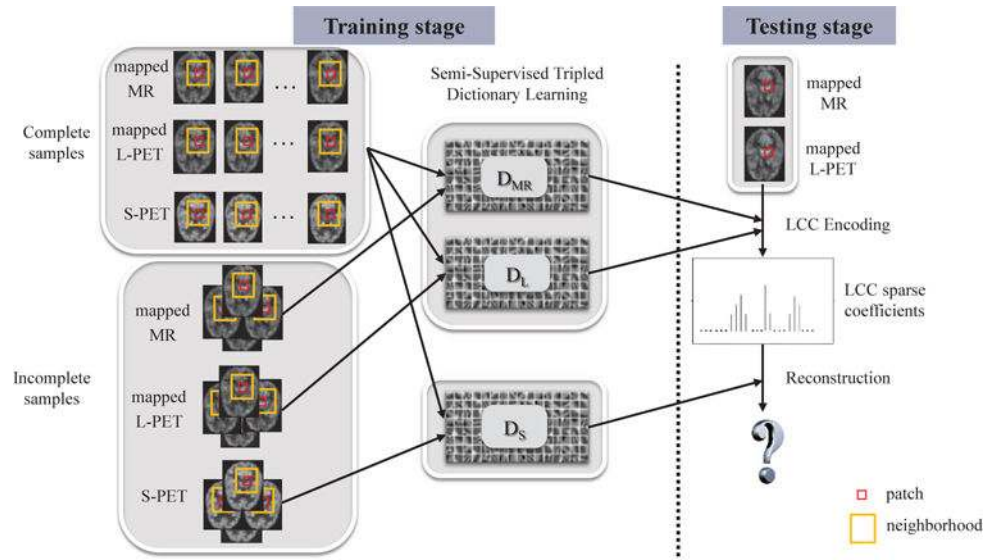 Training stage
Testing stage
mapped
MR
mapped
L-PET
S-PET
Complete
samples
...
...
...
Semi-Supervised Tripled
Dictionary Learning
D_MR
D_L
D_S
mapped
MR
mapped
L-PET
S-PET
Incomplete
samples
mapped
MR
mapped
L-PET
LCC Encoding
LCC sparse
coefficients
Reconstruction
?
patch
neighborhood